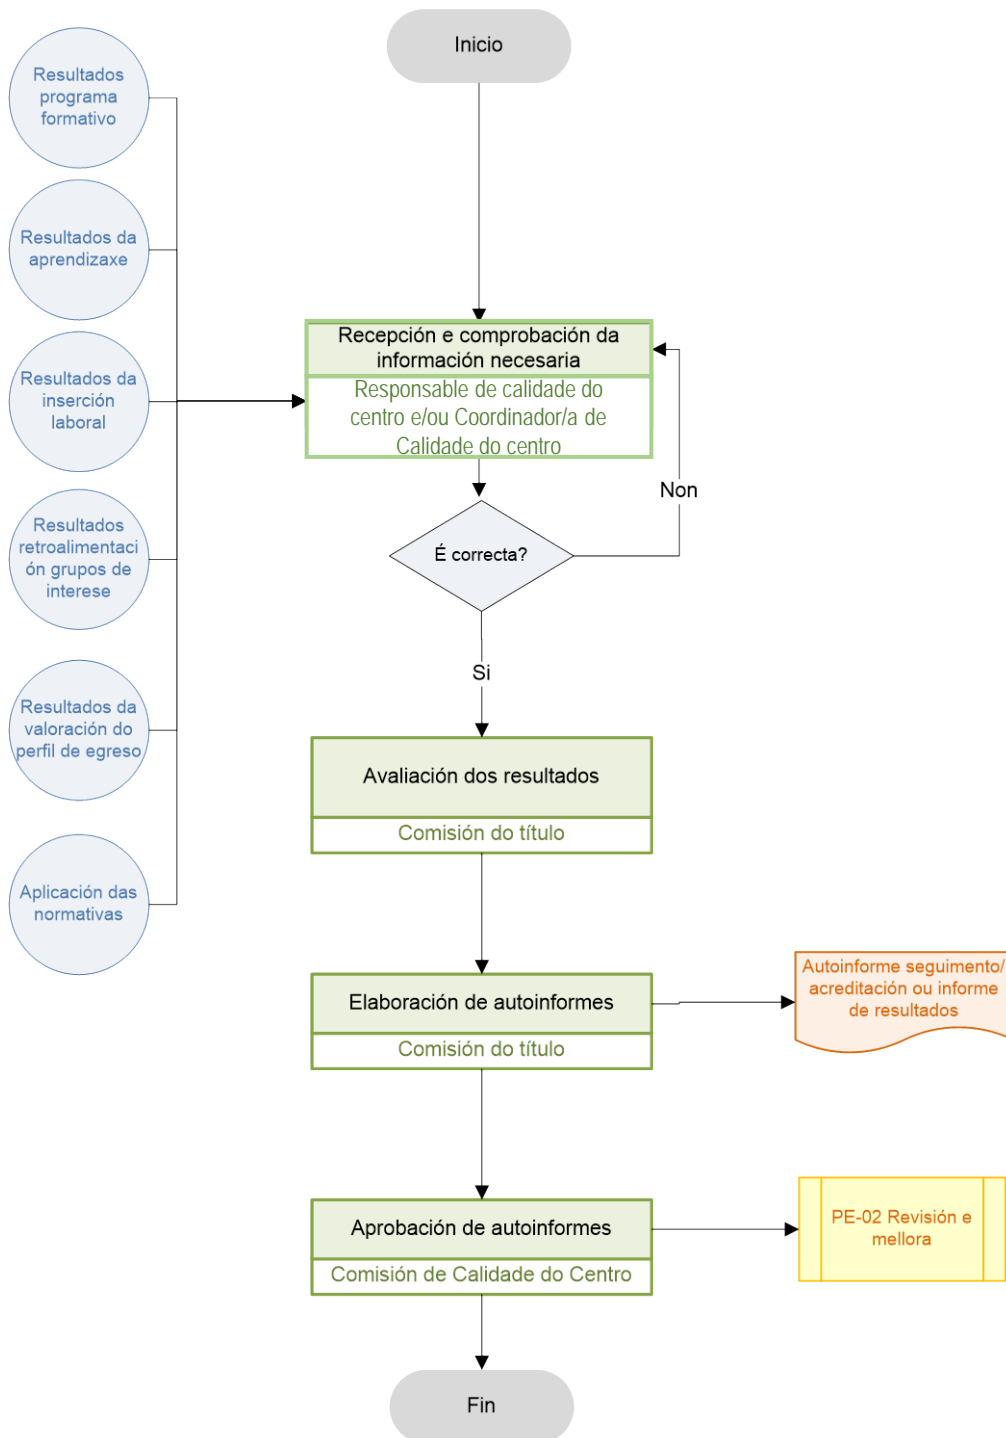 Inicio
Resultados
programa
formativo
Resultados da
aprendizaxe
Resultados da
inserción
laboral
Resultados
retroalimentaci
ón grupos de
interese
Resultados da
valoración do
perfil de egreso
Aplicación das
normativas
Recepción e comprobación da
información necesaria
Responsable de calidade do
centro e/ou Coordinador/a de
Calidade do centro
Non
É correcta?
Si
Avaliación dos resultados
Comisión do título
Elaboración de autoinformes
Comisión do título
Autoinforme seguimento/
acreditación ou informe
de resultados
Aprobación de autoinformes
Comisión de Calidade do Centro
PE-02 Revisión e
mellora
Fin